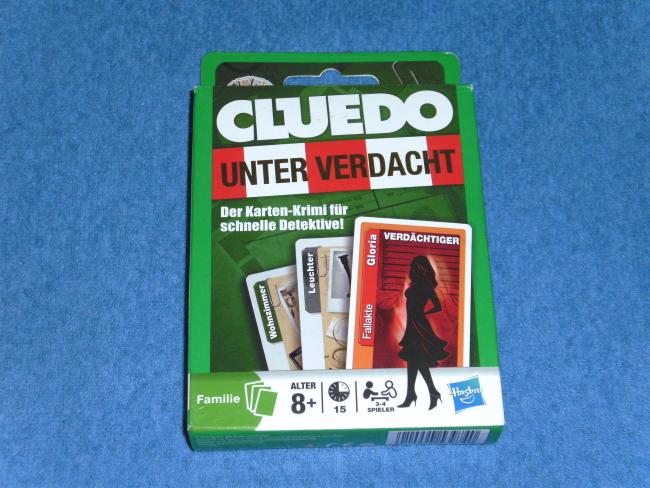 CLUEDO
UNTER VERDACHT
Der Karten-Krimi für
schnelle Detektive!
VERDÄCHTIGER
Gloria
Fallakte
Leuchter
Wohnzimmer
Familie
ALTER
8+
15
3-4
SPIELER
Hasbro